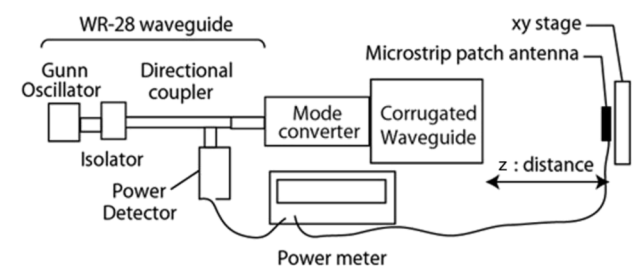 WR-28 waveguide
xy stage
Microstrip patch antenna
Gunn
Oscillator
Directional
coupler
Mode
converter
Corrugated
Waveguide
Isolator
z : distance
Power
Detector
Power meter